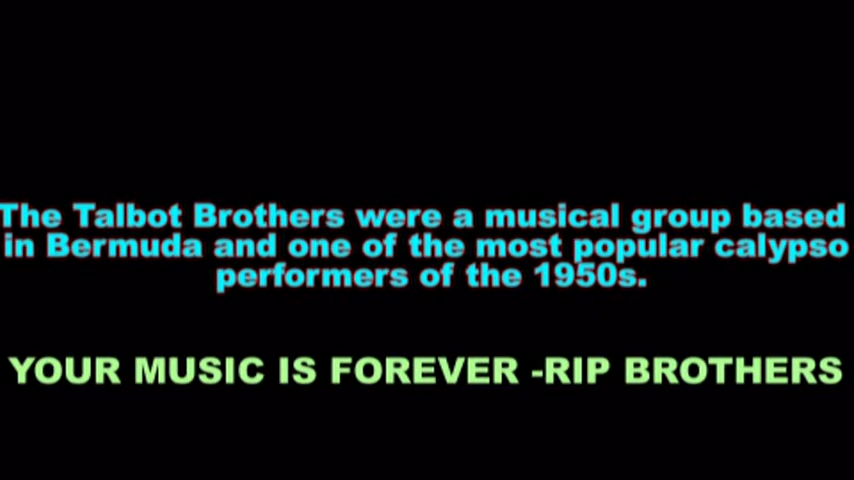 The Talbot Brothers were a musical group based
in Bermuda and one of the most popular calypso
performers of the 1950s.
YOUR MUSIC IS FOREVER -RIP BROTHERS